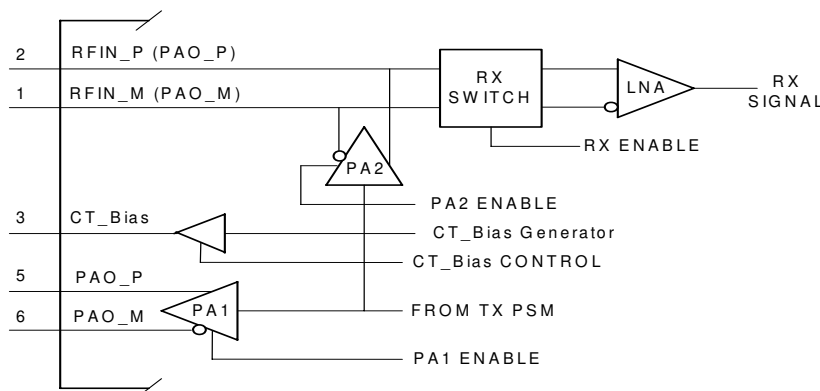 2 RFIN_P (PAO_P)
1 RFIN_M (PAO_M)
RX SWITCH
LNA
RX SIGNAL
RX ENABLE
PA2
PA2 ENABLE
3 CT_Bias
CT_Bias Generator
CT_Bias CONTROL
5 PAO_P
6 PAO_M
PA1
FROM TX PSM
PA1 ENABLE